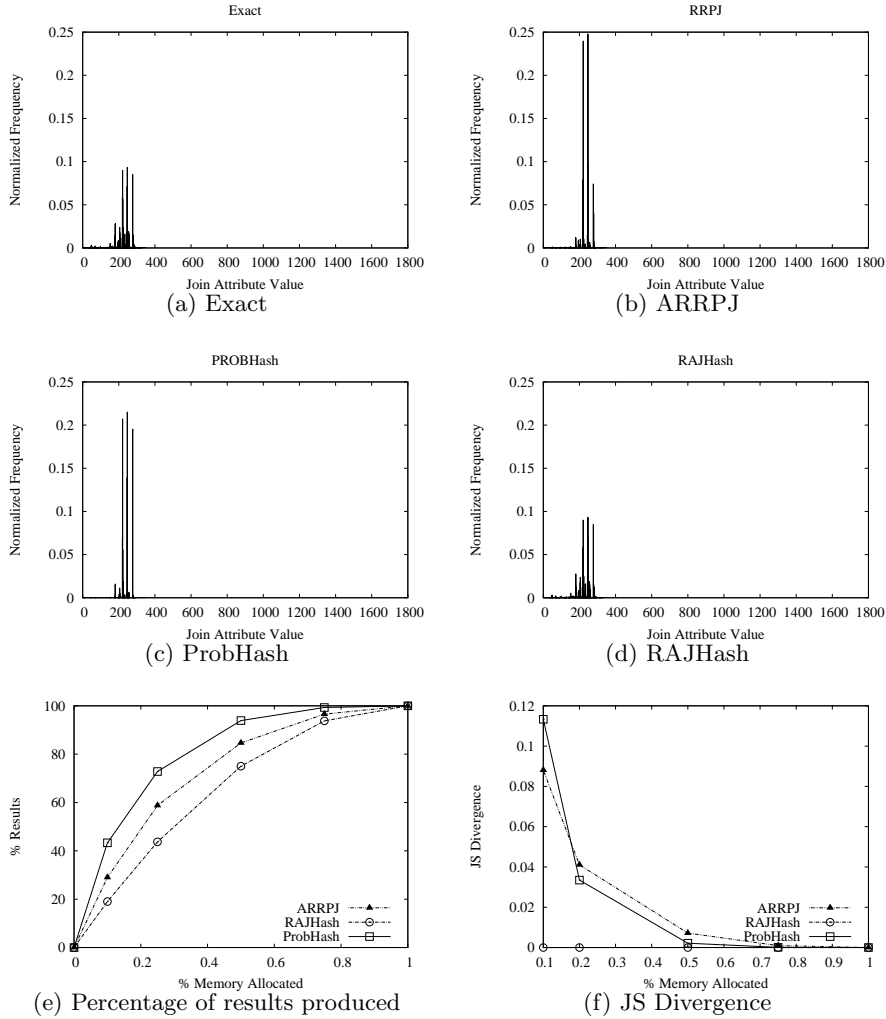 Exact
Normalized Frequency
0.25
0.2
0.15
0.1
0.05
0
0 200 400 600 800 1000 1200 1400 1600 1800
Join Attribute Value
(a) Exact
RRPJ
Normalized Frequency
0.25
0.2
0.15
0.1
0.05
0
0 200 400 600 800 1000 1200 1400 1600 1800
Join Attribute Value
(b) ARRPJ
PROBHash
Normalized Frequency
0.25
0.2
0.15
0.1
0.05
0
0 200 400 600 800 1000 1200 1400 1600 1800
Join Attribute Value
(c) ProbHash
RAJHash
Normalized Frequency
0.25
0.2
0.15
0.1
0.05
0
0 200 400 600 800 1000 1200 1400 1600 1800
Join Attribute Value
(d) RAJHash
% Results
100
80
60
40
20
0
ARRPJ
RAJHash
ProbHash
0 0.2 0.4 0.6 0.8 1
% Memory Allocated
(e) Percentage of results produced
JS Divergence
0.12
0.1
0.08
0.06
0.04
0.02
0
ARRPJ
RAJHash
ProbHash
0.1 0.2 0.3 0.4 0.5 0.6 0.7 0.8 0.9 1
% Memory Allocated
(f) JS Divergence